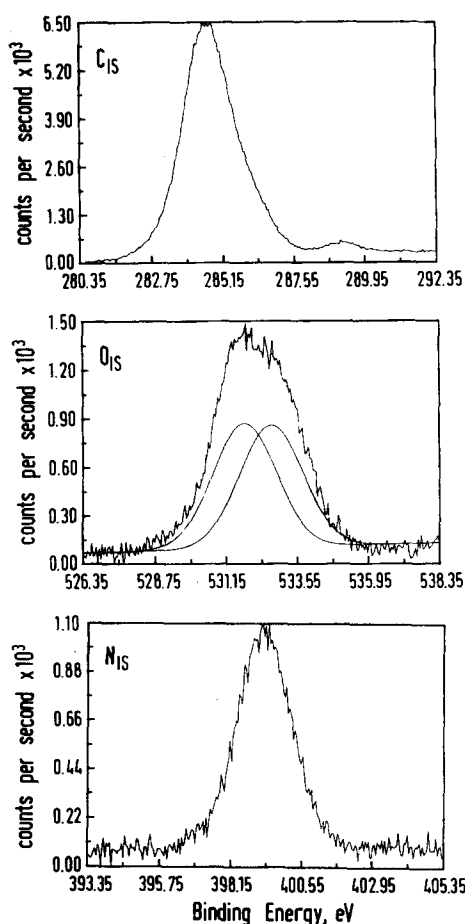 6.50
5.20
3.90
2.60
1.30
0.00
C1S
counts per second x10³
280.35 282.75 285.15 287.55 289.95 292.35
1.50
1.20
0.90
0.60
0.30
0.00
O1S
counts per second x10³
526.35 528.75 531.15 533.55 535.95 538.35
1.10
0.88
0.66
0.44
0.22
0.00
N1S
counts per second x10³
393.35 395.75 398.15 400.55 402.95 405.35
Binding Energy, eV